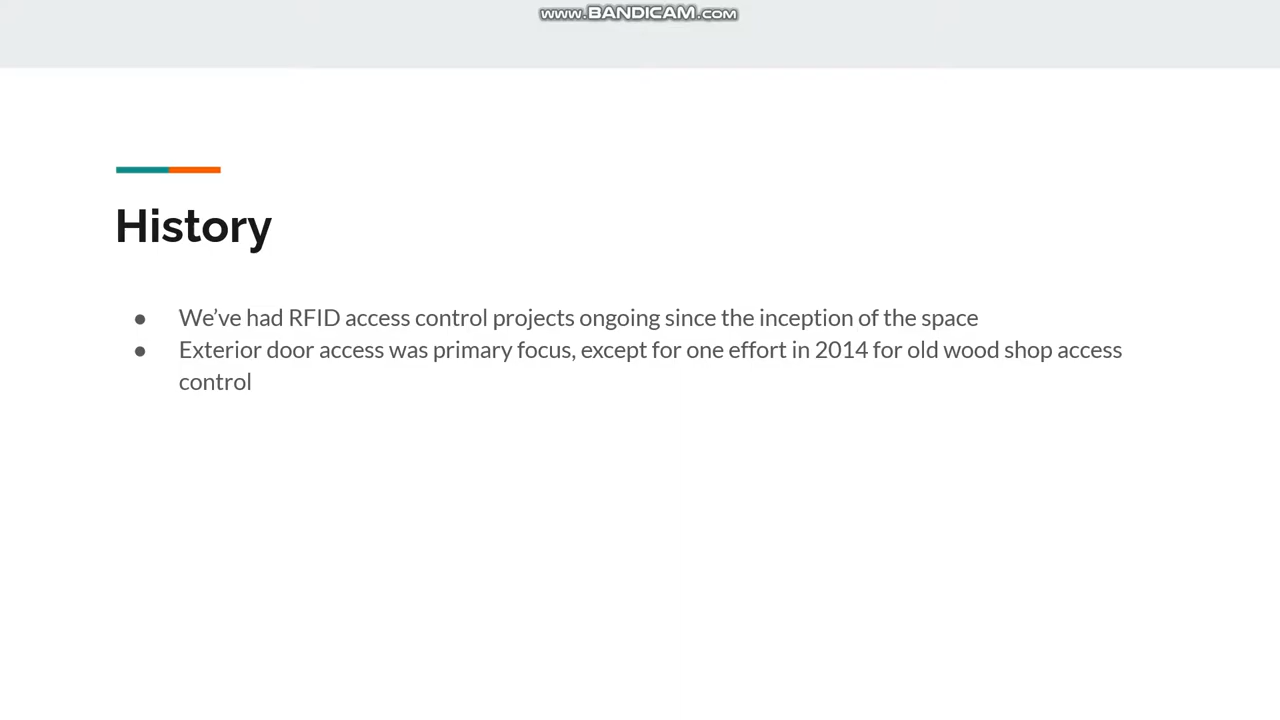 www.BANDICAM.com
History
● We’ve had RFID access control projects ongoing since the inception of the space
● Exterior door access was primary focus, except for one effort in 2014 for old wood shop access
control